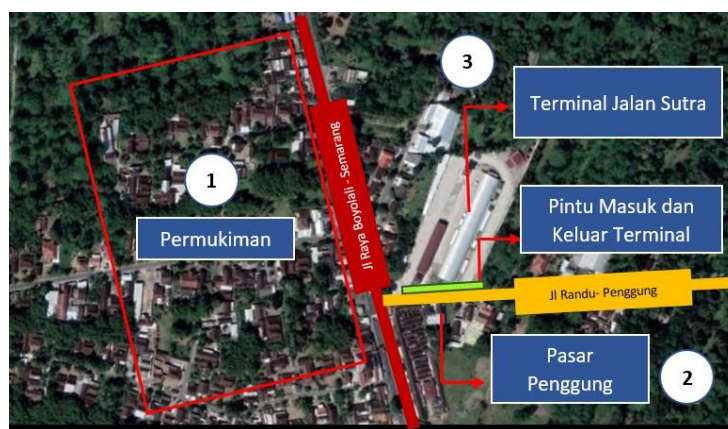 3
Terminal Jalan Sutra
1
Jl Raya Boyolali - Semarang
Permukiman
Pintu Masuk dan
Keluar Terminal
Jl Randu- Penggung
Pasar
Penggung
2